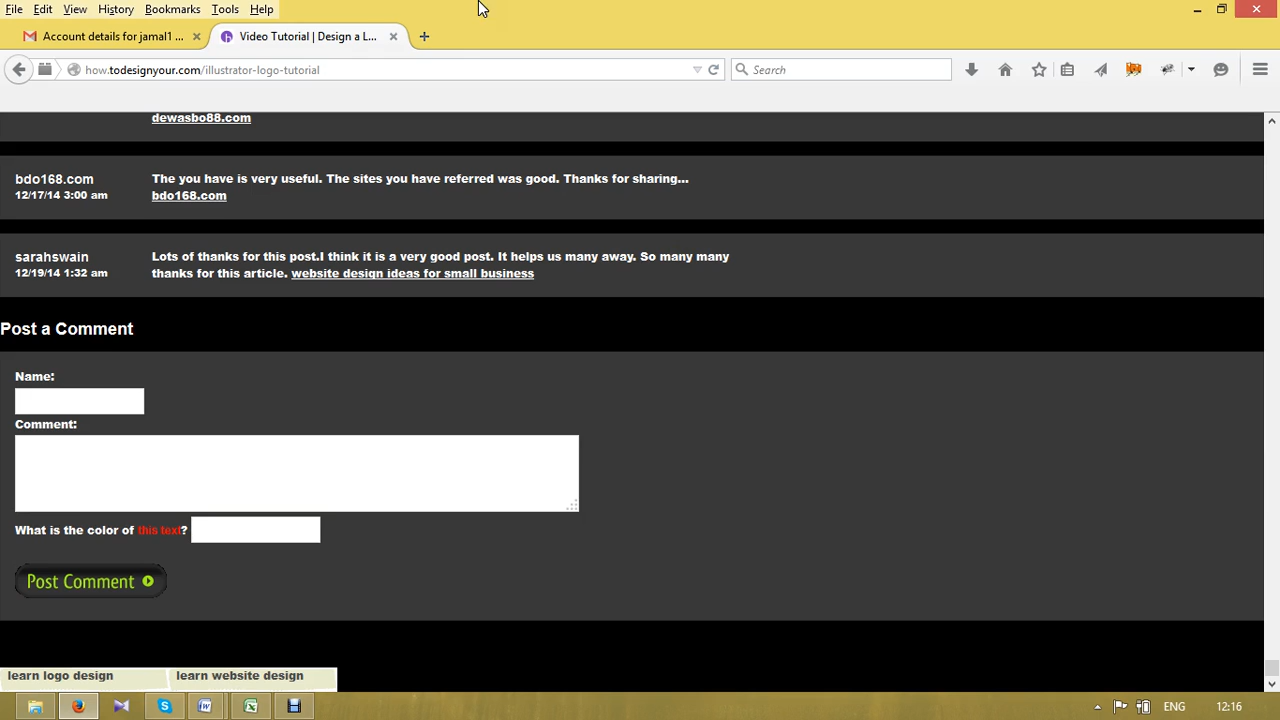 File Edit View History Bookmarks Tools Help
Account details for jamal1 ...
Video Tutorial | Design a L...
how.todesignyour.com/illustrator-logo-tutorial
Search
dewasbo88.com
bdo168.com
12/17/14 3:00 am
The you have is very useful. The sites you have referred was good. Thanks for sharing...
bdo168.com
sarahswain
12/19/14 1:32 am
Lots of thanks for this post.I think it is a very good post. It helps us many away. So many many
thanks for this article. website design ideas for small business
Post a Comment
Name:
Comment:
What is the color of this text?
Post Comment
learn logo design
learn website design
ENG
12:16